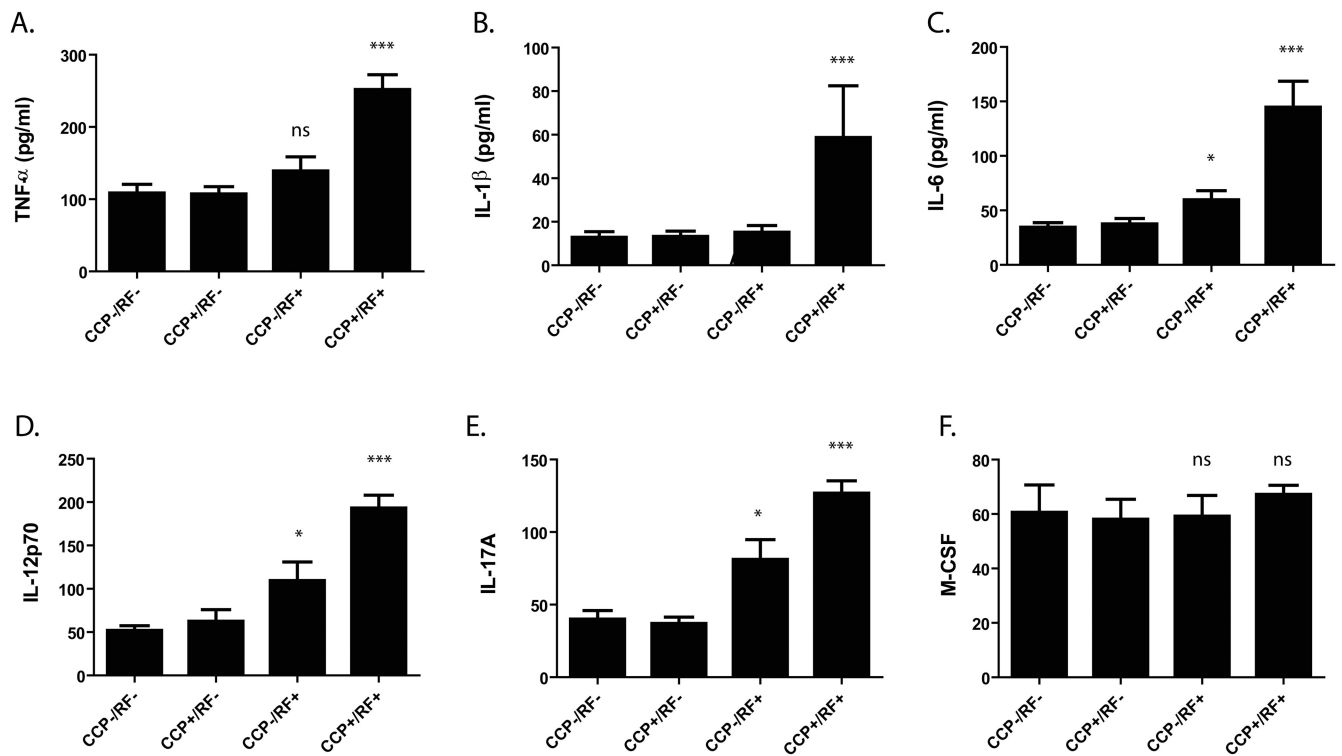 A.
TNF-α (pg/ml)
300
200
100
0
ns
***
CCP-/RF-
CCP+/RF-
CCP-/RF+
CCP+/RF+
B.
IL-1β (pg/ml)
100
80
60
40
20
0
***
CCP-/RF-
CCP+/RF-
CCP-/RF+
CCP+/RF+
C.
IL-6 (pg/ml)
200
150
100
50
0
*
***
CCP-/RF-
CCP+/RF-
CCP-/RF+
CCP+/RF+
D.
IL-12p70
250
200
150
100
50
0
*
***
CCP-/RF-
CCP+/RF-
CCP-/RF+
CCP+/RF+
E.
IL-17A
150
100
50
0
*
***
CCP-/RF-
CCP+/RF-
CCP-/RF+
CCP+/RF+
F.
M-CSF
80
60
40
20
0
ns
ns
CCP-/RF-
CCP+/RF-
CCP-/RF+
CCP+/RF+